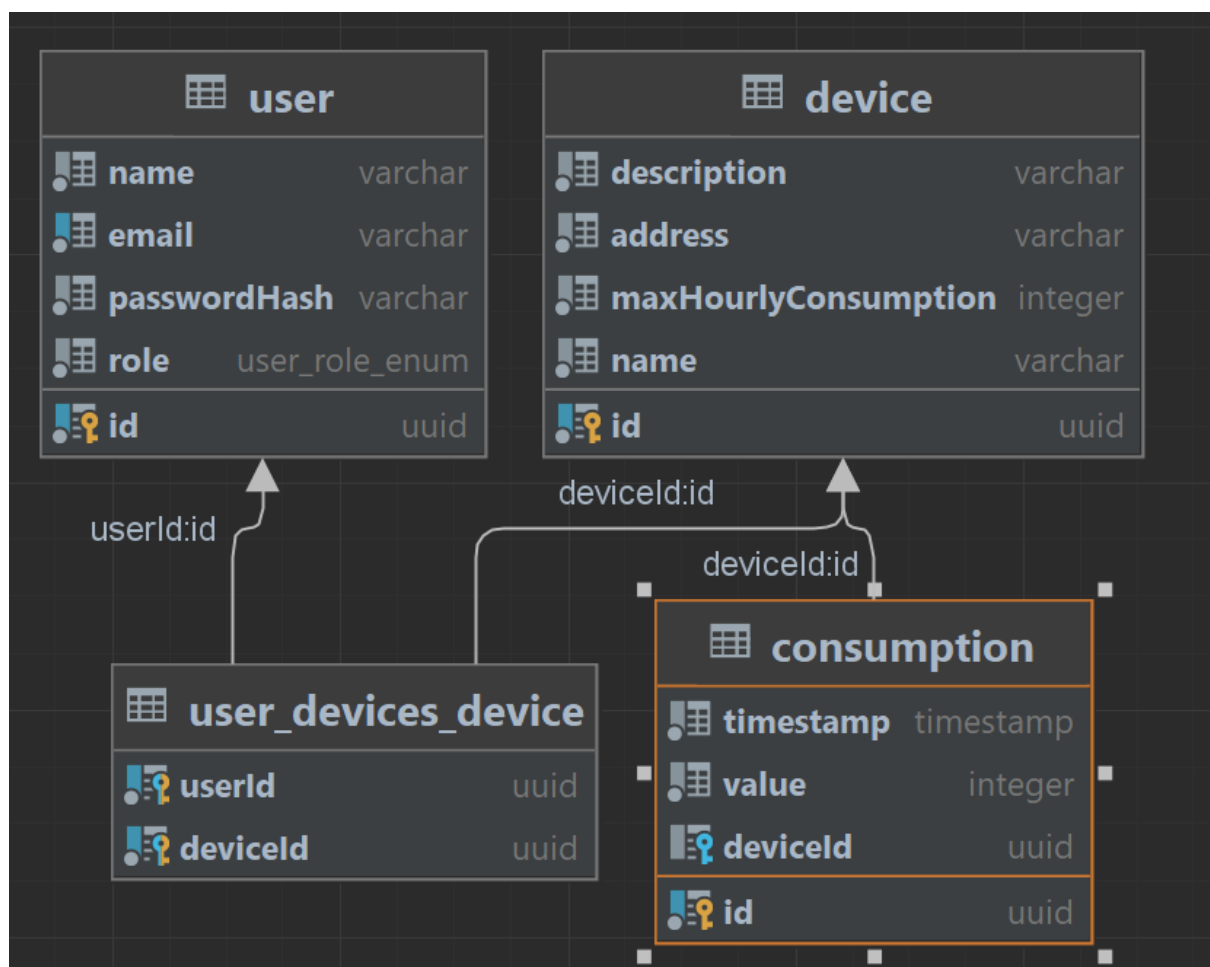 user
name varchar
email varchar
passwordHash varchar
role user_role_enum
id uuid
device
description varchar
address varchar
maxHourlyConsumption integer
name varchar
id uuid
userId:id
deviceId:id
deviceId:id
user_devices_device
userId uuid
deviceId uuid
consumption
timestamp timestamp
value integer
deviceId uuid
id uuid